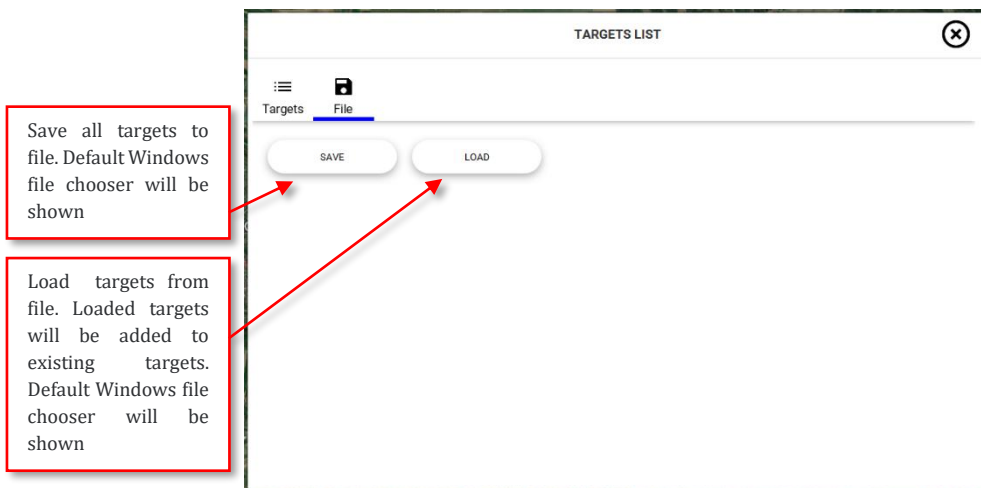 TARGETS LIST
Targets
File
SAVE
LOAD
Save all targets to
file. Default Windows
file chooser will be
shown
Load targets from
file. Loaded targets
will be added to
existing targets.
Default Windows file
chooser will be
shown